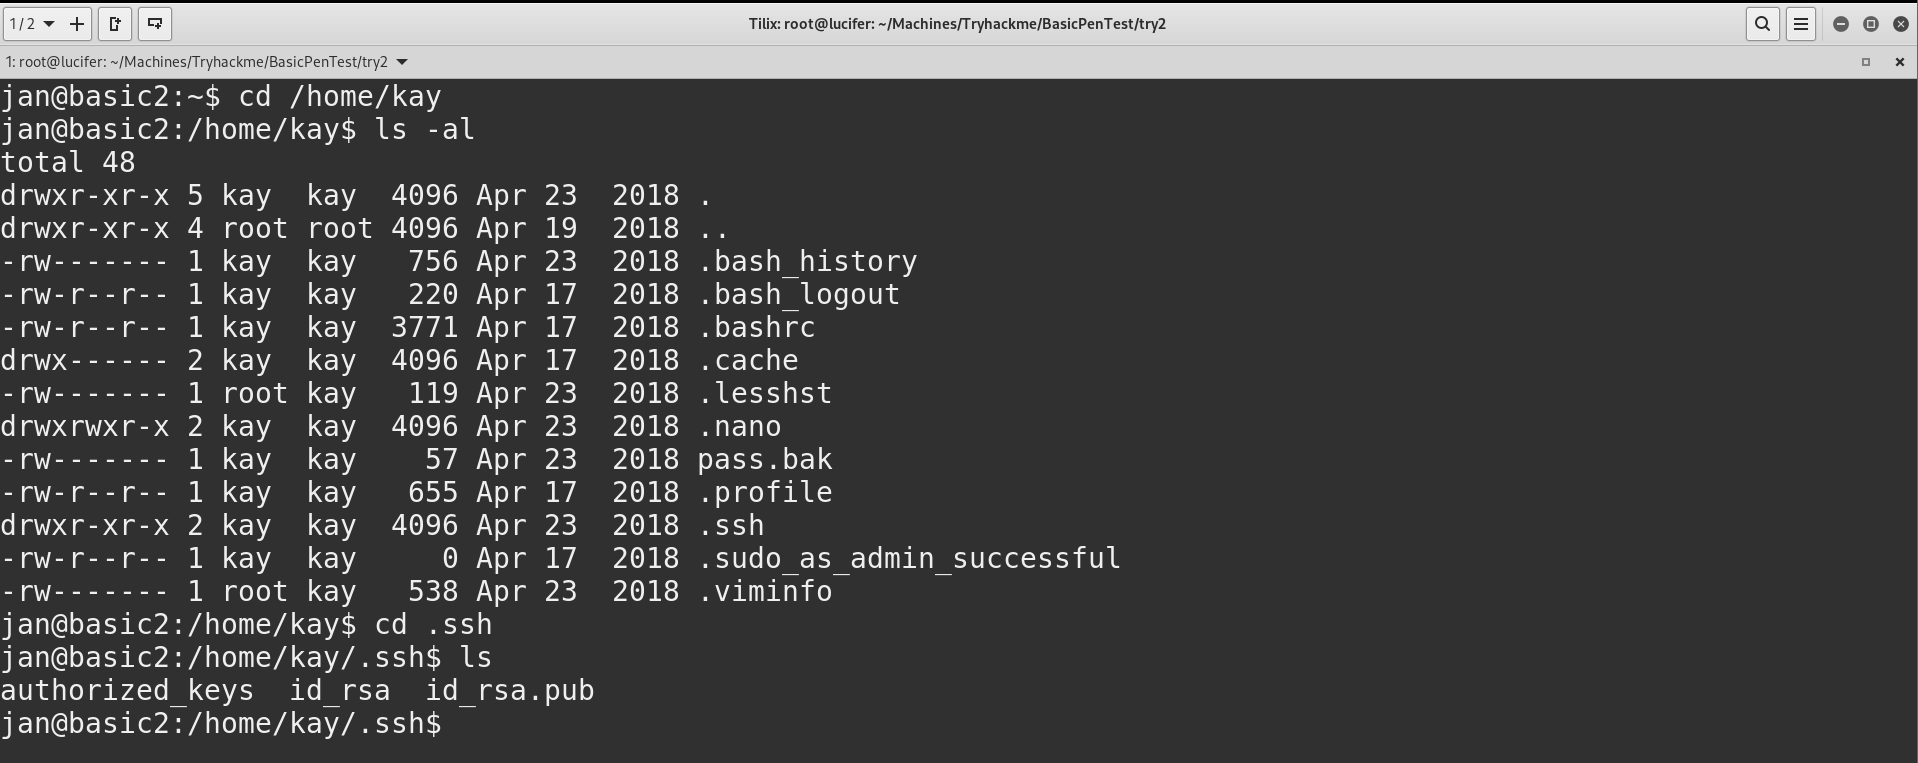 1 / 2
Tilix: root@lucifer: ~/Machines/Tryhackme/BasicPenTest/try2
1: root@lucifer: ~/Machines/Tryhackme/BasicPenTest/try2
jan@basic2:~$ cd /home/kay
jan@basic2:/home/kay$ ls -al
total 48
drwxr-xr-x 5 kay  kay  4096 Apr 23  2018 .
drwxr-xr-x 4 root root 4096 Apr 19  2018 ..
-rw------- 1 kay  kay   756 Apr 23  2018 .bash_history
-rw-r--r-- 1 kay  kay   220 Apr 17  2018 .bash_logout
-rw-r--r-- 1 kay  kay  3771 Apr 17  2018 .bashrc
drwx------ 2 kay  kay  4096 Apr 17  2018 .cache
-rw------- 1 root kay   119 Apr 23  2018 .lesshst
drwxrwxr-x 2 kay  kay  4096 Apr 23  2018 .nano
-rw------- 1 kay  kay    57 Apr 23  2018 pass.bak
-rw-r--r-- 1 kay  kay   655 Apr 17  2018 .profile
drwxr-xr-x 2 kay  kay  4096 Apr 23  2018 .ssh
-rw-r--r-- 1 kay  kay     0 Apr 17  2018 .sudo_as_admin_successful
-rw------- 1 root kay   538 Apr 23  2018 .viminfo
jan@basic2:/home/kay$ cd .ssh
jan@basic2:/home/kay/.ssh$ ls
authorized_keys  id_rsa  id_rsa.pub
jan@basic2:/home/kay/.ssh$